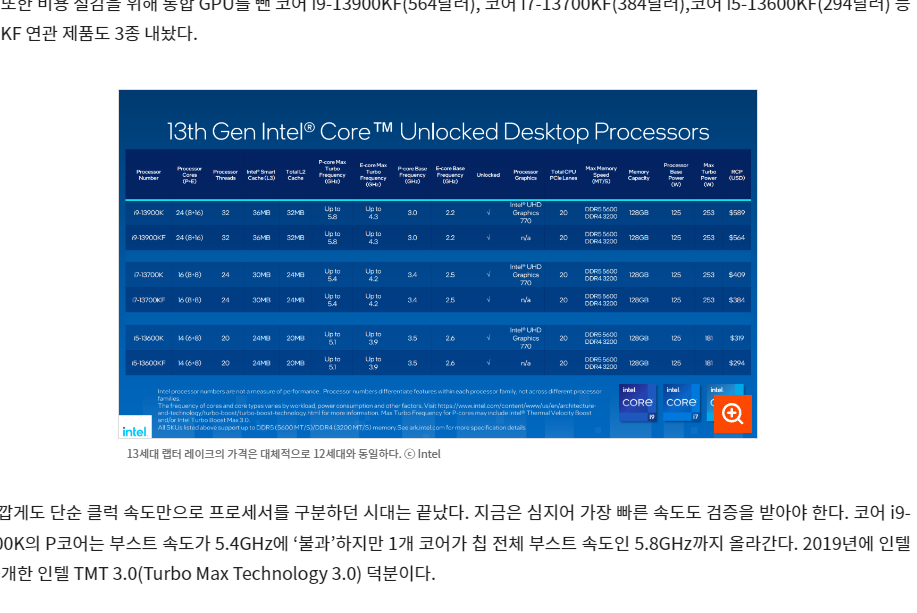 또한 비용 절감을 위해 통합 GPU를 뺀 코어 i9-13900KF(564달러), 코어 i7-13700KF(384달러),코어 i5-13600KF(294달러) 등
KF 연관 제품도 3종 내놨다.
13th Gen Intel® Core™ Unlocked Desktop Processors
Processor Number Processor Cores (P+E) Processor Threads Intel® Smart Cache (L3) Total L2 Cache P-core Max Turbo Frequency (GHz) E-core Max Turbo Frequency (GHz) P-core Base Frequency (GHz) E-core Base Frequency (GHz) Unlocked Processor Graphics Total CPU PCIe Lanes Max Memory Speed (MT/S) Memory Capacity Processor Base Power (W) Max Turbo Power (W) RCP (USD)
i9-13900K 24 (8+16) 32 36MB 32MB Up to 5.8 Up to 4.3 3.0 2.2 √ Intel® UHD Graphics 770 20 DDR5 5600 DDR4 3200 128GB 125 253 $589
i9-13900KF 24 (8+16) 32 36MB 32MB Up to 5.8 Up to 4.3 3.0 2.2 √ n/a 20 DDR5 5600 DDR4 3200 128GB 125 253 $564
i7-13700K 16 (8+8) 24 30MB 24MB Up to 5.4 Up to 4.2 3.4 2.5 √ Intel® UHD Graphics 770 20 DDR5 5600 DDR4 3200 128GB 125 253 $409
i7-13700KF 16 (8+8) 24 30MB 24MB Up to 5.4 Up to 4.2 3.4 2.5 √ n/a 20 DDR5 5600 DDR4 3200 128GB 125 253 $384
i5-13600K 14 (6+8) 20 24MB 20MB Up to 5.1 Up to 3.9 3.5 2.6 √ Intel® UHD Graphics 770 20 DDR5 5600 DDR4 3200 128GB 125 181 $319
i5-13600KF 14 (6+8) 20 24MB 20MB Up to 5.1 Up to 3.9 3.5 2.6 √ n/a 20 DDR5 5600 DDR4 3200 128GB 125 181 $294
Intel processor numbers are not a measure of performance. Processor numbers differentiate features within each processor family, not across different processor
families.
The frequency of cores and core types varies by workload, power consumption and other factors. Visit https://www.intel.com/content/www/us/en/architecture-
and-technology/turbo-boost/turbo-boost-technology.html for more information. Max Turbo Frequency for P-cores may include Intel® Thermal Velocity Boost
and/or Intel Turbo Boost Max 3.0.
All SKUs listed above support up to DDR5 (5600 MT/S)/DDR4 (3200 MT/S) memory. See ark.intel.com for more specification details
intel CORE i9
intel CORE i7
intel
intel
13세대 랩터 레이크의 가격은 대체적으로 12세대와 동일하다. ⓒ Intel
깝게도 단순 클럭 속도만으로 프로세서를 구분하던 시대는 끝났다. 지금은 심지어 가장 빠른 속도도 검증을 받아야 한다. 코어 i9-
00K의 P코어는 부스트 속도가 5.4GHz에 ‘불과’하지만 1개 코어가 칩 전체 부스트 속도인 5.8GHz까지 올라간다. 2019년에 인텔
개한 인텔 TMT 3.0(Turbo Max Technology 3.0) 덕분이다.